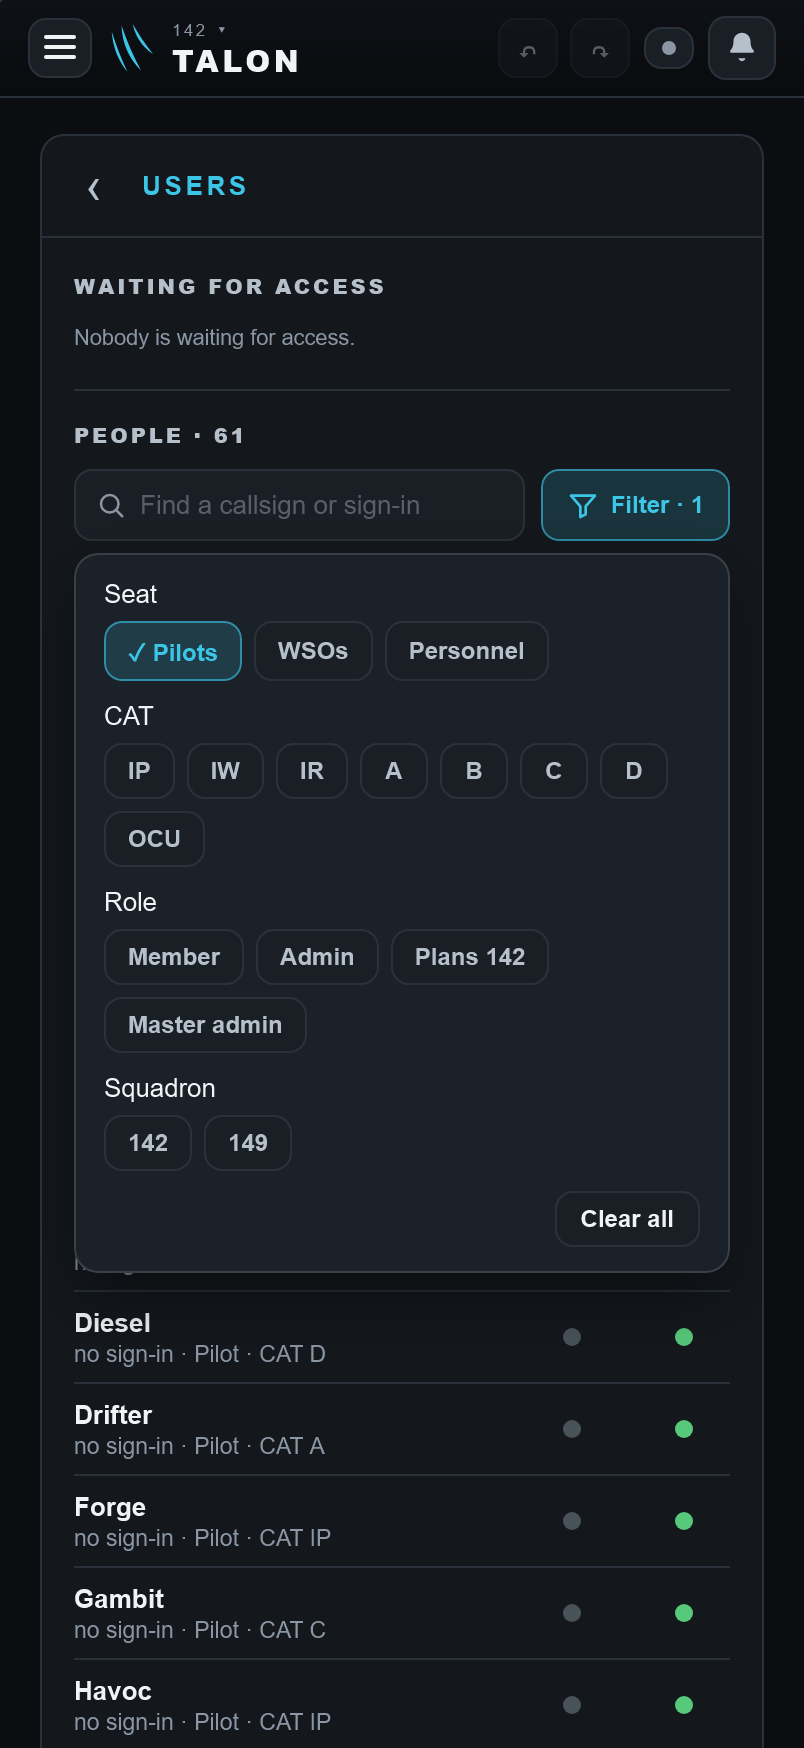 142 ▾
TALON
‹ USERS
WAITING FOR ACCESS
Nobody is waiting for access.
PEOPLE · 61
Find a callsign or sign-in
Filter · 1
Seat
✓ Pilots WSOs Personnel
CAT
IP IW IR A B C D
OCU
Role
Member Admin Plans 142
Master admin
Squadron
142 149
Clear all
Diesel
no sign-in · Pilot · CAT D
Drifter
no sign-in · Pilot · CAT A
Forge
no sign-in · Pilot · CAT IP
Gambit
no sign-in · Pilot · CAT C
Havoc
no sign-in · Pilot · CAT IP